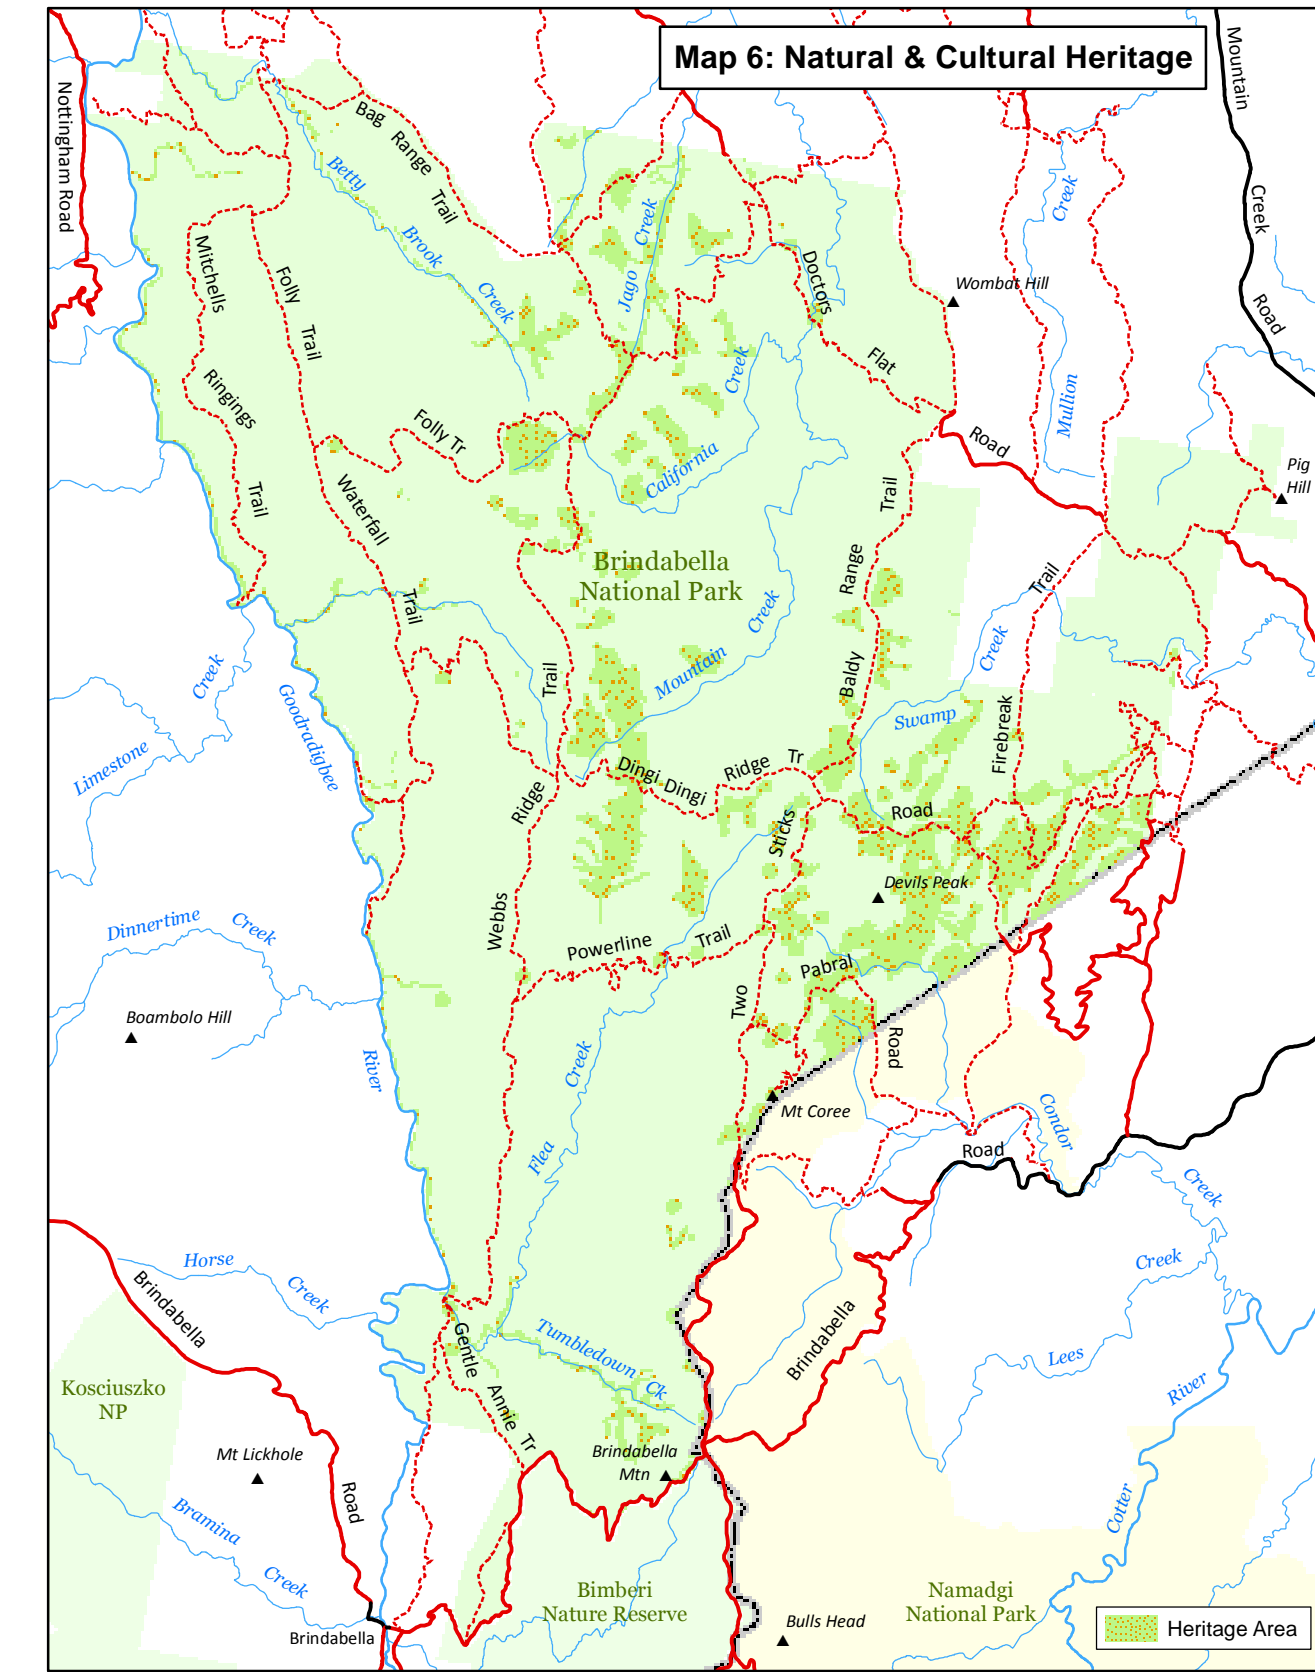 Map 6: Natural & Cultural Heritage
Nottingham Road
Mountain
Creek
Road
Bag
Range
Trail
Betty
Brook
Creek
Jago
Creek
Creek
Mitchells
Ringings
Trail
Folly
Trail
Doctors
Flat
Road
Wombat Hill
Mullion
Pig
Hill
Folly Tr
Waterfall
Trail
California
Creek
Brindabella
National Park
Baldy
Range
Trail
Trail
Firebreak
Mountain
Creek
Swamp
Creek
Limestone
Creek
Goodradigbee
River
Trail
Ridge
Webbs
Dingi Dingi
Ridge
Tr
Road
Sticks
Two
Devils Peak
Powerline
Trail
Pabral
Road
Dinnertime
Creek
Boambolo Hill
Flea
Creek
Mt Coree
Condor
Creek
Road
Brindabella
Horse
Creek
Brindabella
Road
Gentle
Annie
Tr
Tumbledown
Ck
Brindabella
Mtn
Creek
Lees
River
Cotter
Kosciuszko
NP
Mt Lickhole
Bramina
Creek
Brindabella
Bimberi
Nature Reserve
Namadgi
National Park
Bulls Head
Heritage Area